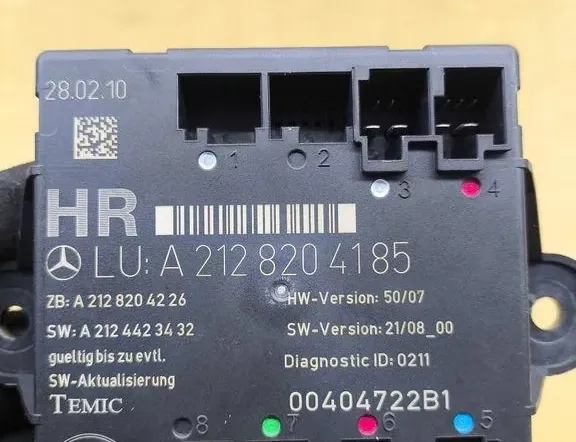 28.02.10
1 2 3 4
HR
LU: A 212 820 41 85
ZB: A 212 820 42 26
HW-Version: 50/07
SW: A 212 442 34 32
SW-Version: 21/08_00
gueltig bis zu evtl.
Diagnostic ID: 0211
SW-Aktualisierung
TEMIC
00404722B1
8 7 6 5